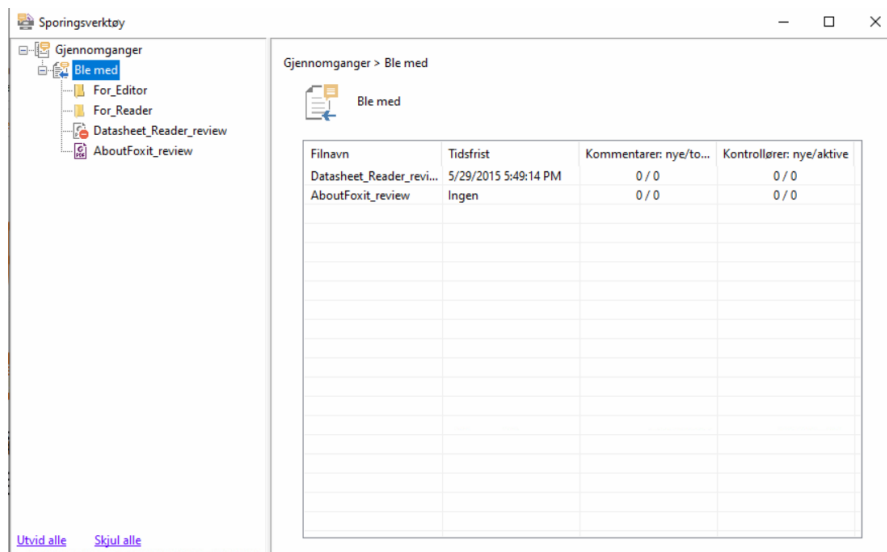 Sporingsverktøy
Gjennomganger
Ble med
For_Editor
For_Reader
Datasheet_Reader_review
AboutFoxit_review
Utvid alle Skjul alle
Gjennomganger > Ble med
Ble med
Filnavn Tidsfrist Kommentarer: nye/to... Kontrollører: nye/aktive
Datasheet_Reader_revi... 5/29/2015 5:49:14 PM 0 / 0 0 / 0
AboutFoxit_review Ingen 0 / 0 0 / 0